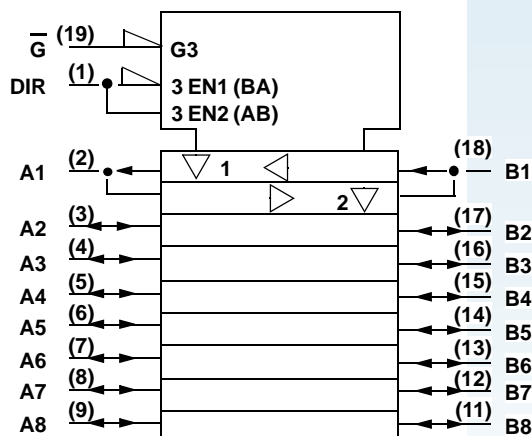 G̅ (19) G3
DIR (1) 3 EN1 (BA)
3 EN2 (AB)
A1 (2) 1 (18) B1
2
A2 (3) (17) B2
A3 (4) (16) B3
A4 (5) (15) B4
A5 (6) (14) B5
A6 (7) (13) B6
A7 (8) (12) B7
A8 (9) (11) B8